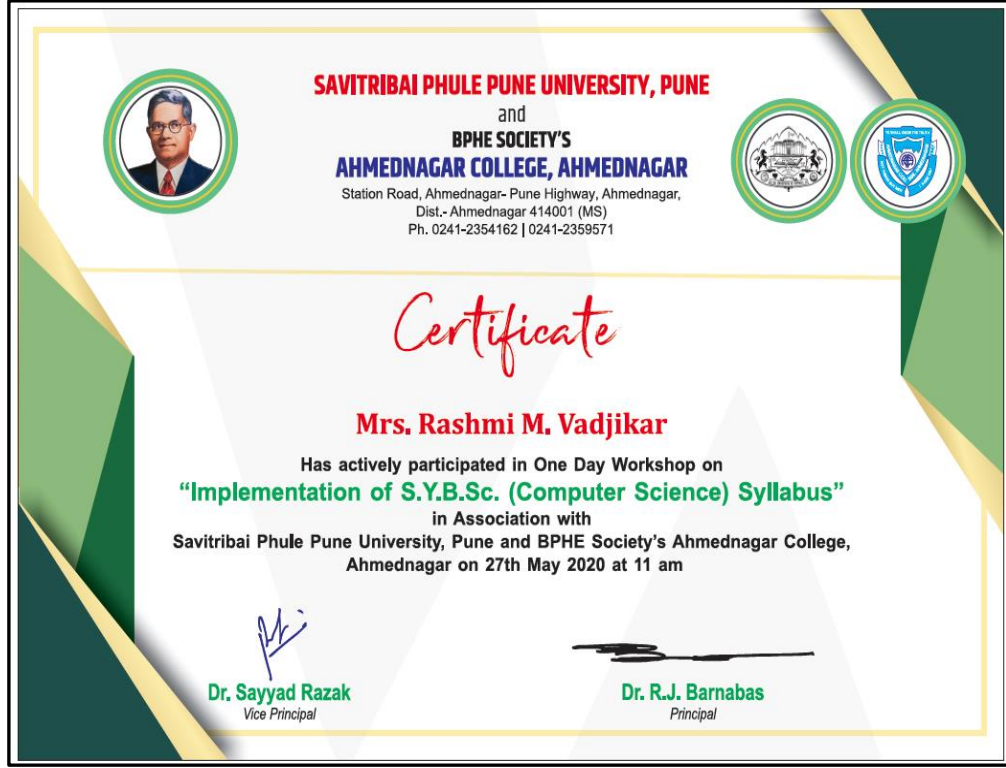 SAVITRIBAI PHULE PUNE UNIVERSITY, PUNE
and
BPHE SOCIETY'S
AHMEDNAGAR COLLEGE, AHMEDNAGAR
Station Road, Ahmednagar- Pune Highway, Ahmednagar,
Dist.- Ahmednagar 414001 (MS)
Ph. 0241-2354162 | 0241-2359571
Certificate
Mrs. Rashmi M. Vadjikar
Has actively participated in One Day Workshop on
“Implementation of S.Y.B.Sc. (Computer Science) Syllabus”
in Association with
Savitribai Phule Pune University, Pune and BPHE Society's Ahmednagar College,
Ahmednagar on 27th May 2020 at 11 am
Dr. Sayyad Razak
Vice Principal
Dr. R.J. Barnabas
Principal